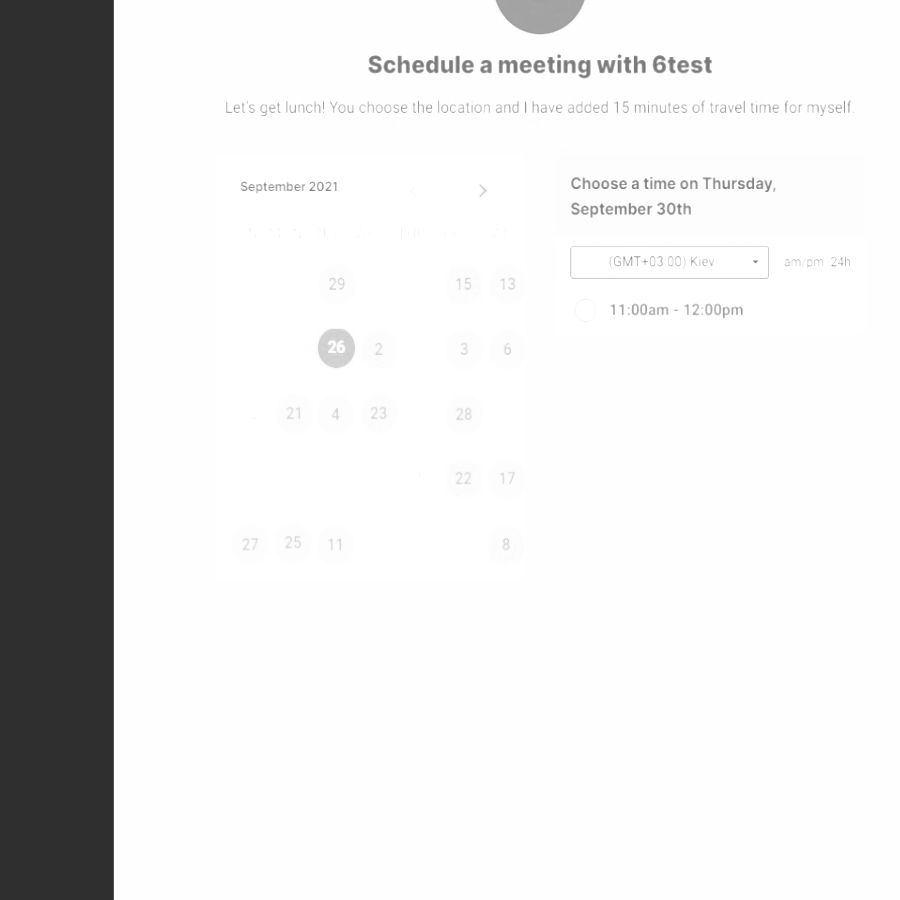 Schedule a meeting with 6test
Let's get lunch! You choose the location and I have added 15 minutes of travel time for myself.
September 2021
29 15 13
26 2 3 6
21 4 23 28
22 17
27 25 11 8
Choose a time on Thursday,
September 30th
(GMT+03:00) Kiev am/pm 24h
11:00am - 12:00pm